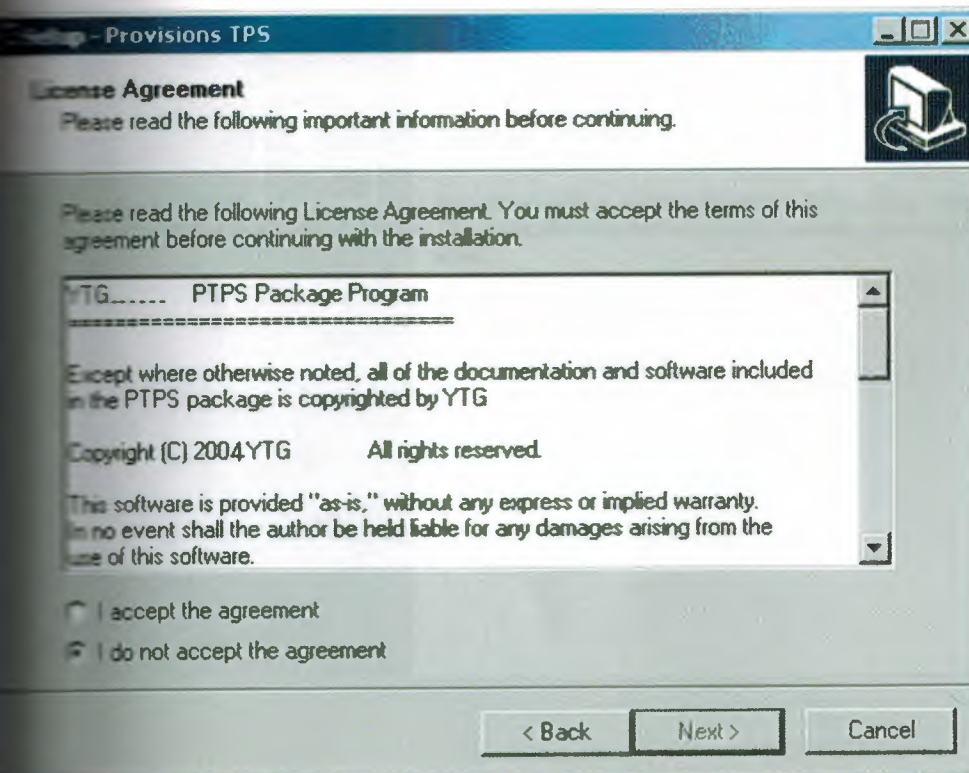 Setup - Provisions TPS
License Agreement
Please read the following important information before continuing.
Please read the following License Agreement. You must accept the terms of this
agreement before continuing with the installation.
YTG...... PTPS Package Program
==================================
Except where otherwise noted, all of the documentation and software included
in the PTPS package is copyrighted by YTG
Copyright (C) 2004 YTG All rights reserved.
This software is provided "as-is," without any express or implied warranty.
In no event shall the author be held liable for any damages arising from the
use of this software.
I accept the agreement
I do not accept the agreement
< Back
Next >
Cancel